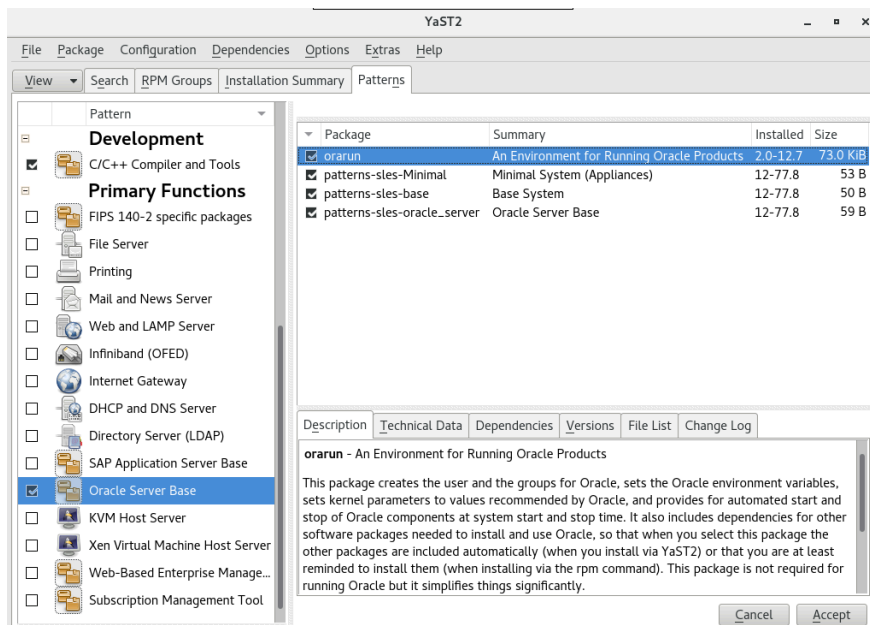 YaST2
File Package Configuration Dependencies Options Extras Help
View Search RPM Groups Installation Summary Patterns
Pattern
Development
C/C++ Compiler and Tools
Primary Functions
FIPS 140-2 specific packages
File Server
Printing
Mail and News Server
Web and LAMP Server
Infiniband (OFED)
Internet Gateway
DHCP and DNS Server
Directory Server (LDAP)
SAP Application Server Base
Oracle Server Base
KVM Host Server
Xen Virtual Machine Host Server
Web-Based Enterprise Manage...
Subscription Management Tool
Package Summary Installed Size
orarun An Environment for Running Oracle Products 2.0-12.7 73.0 KiB
patterns-sles-Minimal Minimal System (Appliances) 12-77.8 53 B
patterns-sles-base Base System 12-77.8 50 B
patterns-sles-oracle_server Oracle Server Base 12-77.8 59 B
Description Technical Data Dependencies Versions File List Change Log
orarun - An Environment for Running Oracle Products
This package creates the user and the groups for Oracle, sets the Oracle environment variables,
sets kernel parameters to values recommended by Oracle, and provides for automated start and
stop of Oracle components at system start and stop time. It also includes dependencies for other
software packages needed to install and use Oracle, so that when you select this package the
other packages are included automatically (when you install via YaST2) or that you are at least
reminded to install them (when installing via the rpm command). This package is not required for
running Oracle but it simplifies things significantly.
Cancel Accept